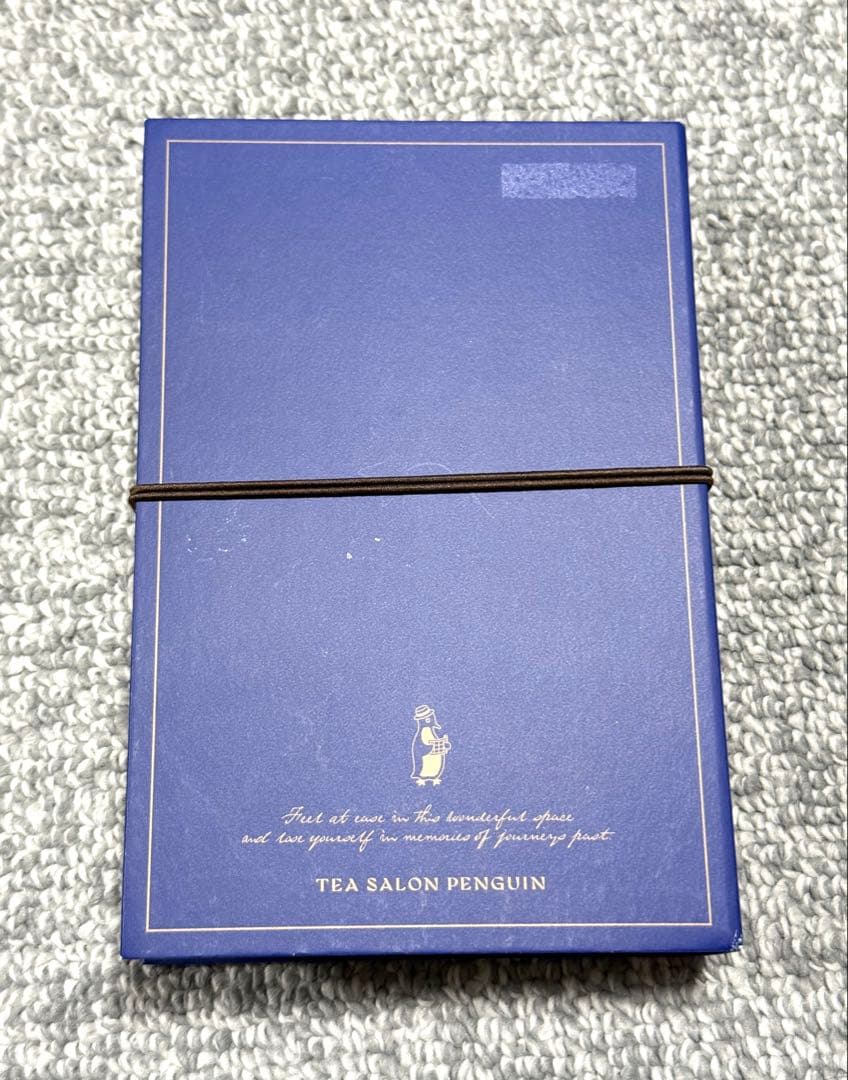 Feel at ease in this wonderful space
and lose yourself in memories of journeys past.
TEA SALON PENGUIN